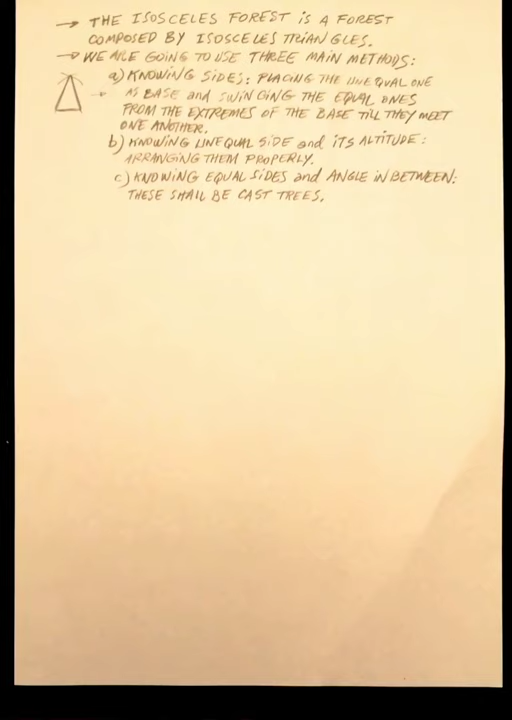 → THE ISOSCELES FOREST iS A FOREST
COMPOSED BY ISOSCELES TRIANGLES.
→ WE ARE GOING TO USE THREE MAIN METHODS:
a) KNOWING SIDES: PLACING THE UNEQUAL ONE
AS BASE and SWINGING THE EQUAL ONES
FROM THE EXTREMES OF THE BASE TILL THEY MEET
ONE ANOTHER.
b) KNOWING UNEQUAL SiDE and iTS ALTITUDE:
ARRANGING THEM PROPERLY.
c) KNOWING EQUAL SIDES and ANGLE IN BETWEEN:
THESE SHALL BE CAST TREES.